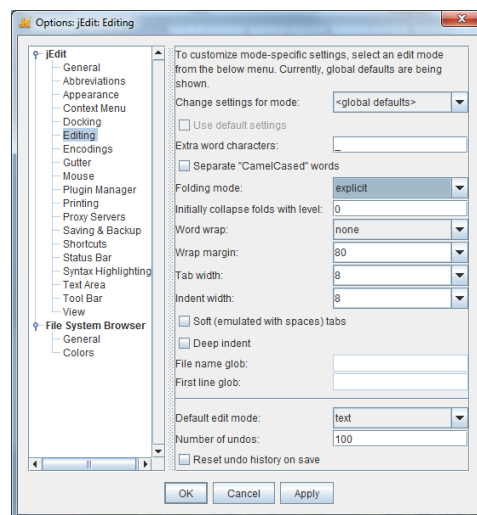 Options: jEdit: Editing
jEdit
General
Abbreviations
Appearance
Context Menu
Docking
Editing
Encodings
Gutter
Mouse
Plugin Manager
Printing
Proxy Servers
Saving & Backup
Shortcuts
Status Bar
Syntax Highlighting
Text Area
Tool Bar
View
File System Browser
General
Colors
To customize mode-specific settings, select an edit mode
from the below menu. Currently, global defaults are being
shown.
Change settings for mode: <global defaults>
Use default settings
Extra word characters: _
Separate "CamelCased" words
Folding mode: explicit
Initially collapse folds with level: 0
Word wrap: none
Wrap margin: 80
Tab width: 8
Indent width: 8
Soft (emulated with spaces) tabs
Deep indent
File name glob:
First line glob:
Default edit mode: text
Number of undos: 100
Reset undo history on save
OK Cancel Apply